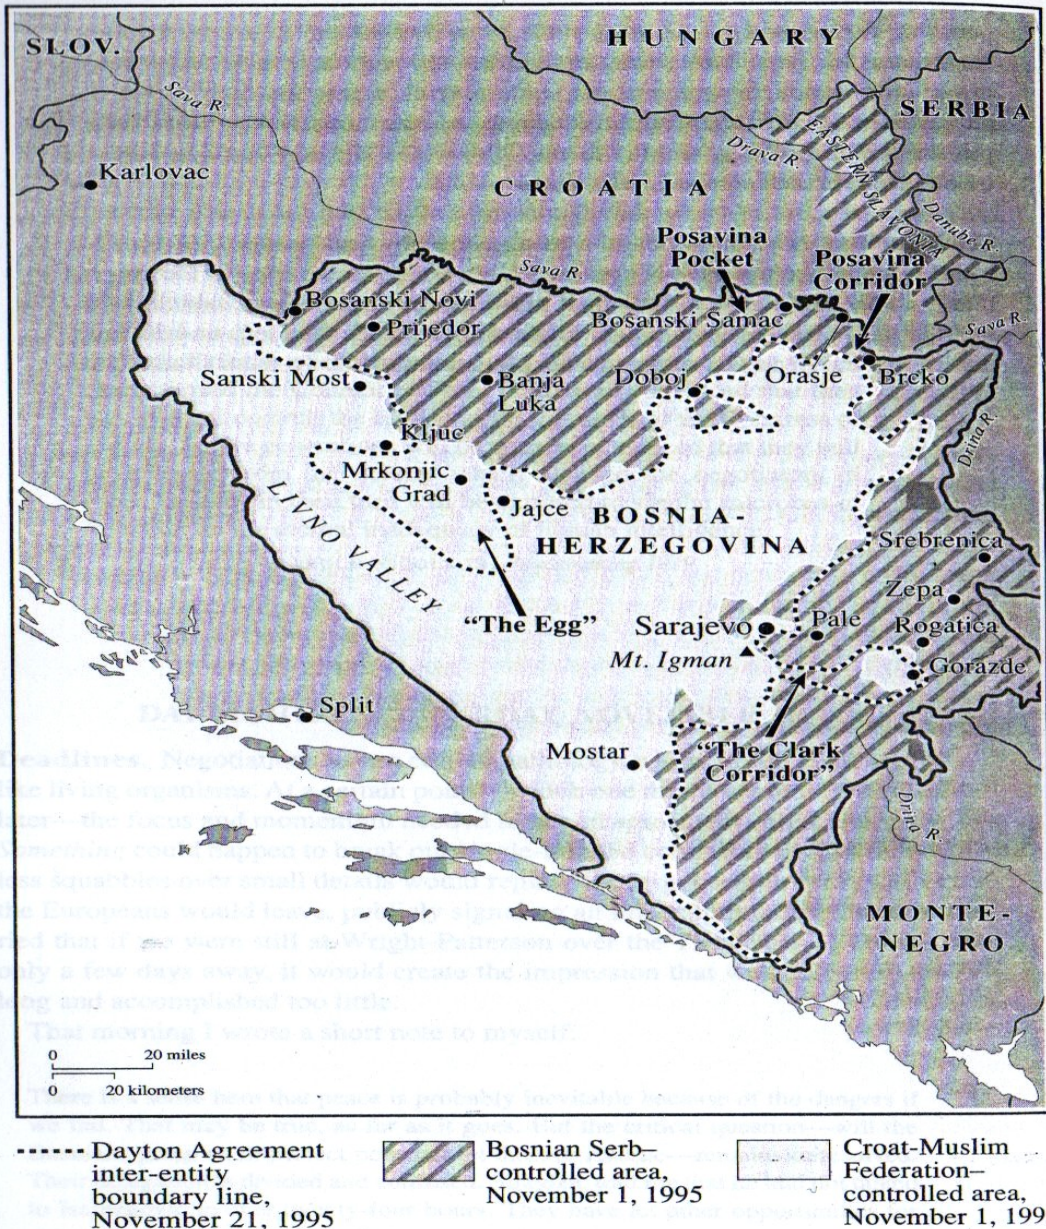 SLOV.
HUNGARY
SERBIA
Sava R.
Drava R.
EASTERN SLAVONIA
Karlovac
CROATIA
Danube R.
Posavina
Pocket
Posavina
Corridor
Sava R.
Bosanski Novi
Prijedor
Bosanski Samac
Sava R.
Sanski Most
Banja
Luka
Doboj
Orasje
Brcko
Kljuc
Drina R.
Mrkonjic
Grad
Jajce
BOSNIA-
HERZEGOVINA
LIVNO VALLEY
Srebrenica
Zepa
"The Egg"
Sarajevo
Pale
Rogatica
Mt. Igman
Gorazde
Split
Mostar
"The Clark
Corridor"
Drina R.
MONTE-
NEGRO
0 20 miles
0 20 kilometers
Dayton Agreement
inter-entity
boundary line,
November 21, 1995
Bosnian Serb–
controlled area,
November 1, 1995
Croat-Muslim
Federation–
controlled area,
November 1, 199